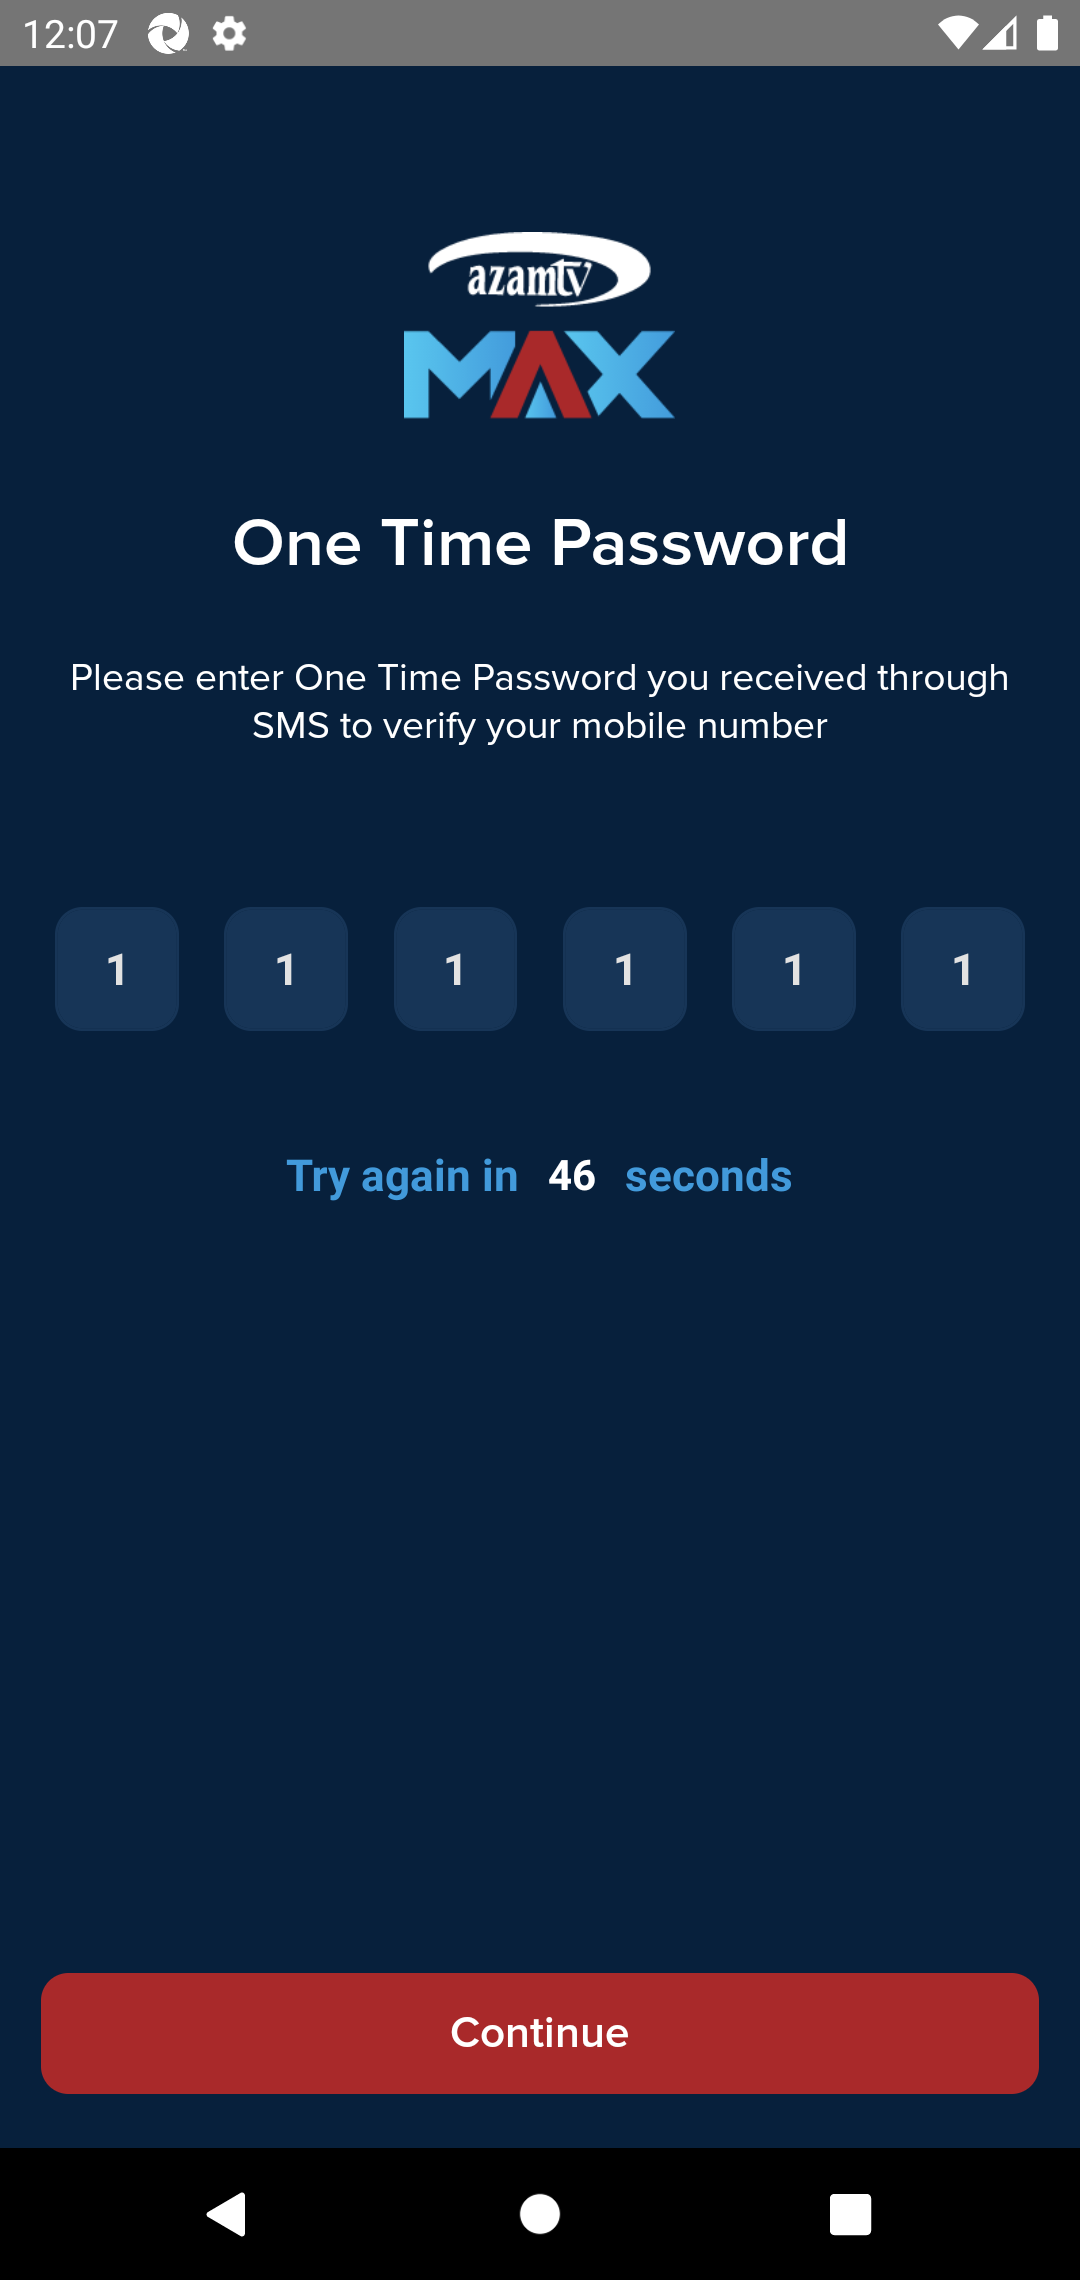 12:07
azamtv
MAX
One Time Password
Please enter One Time Password you received through
SMS to verify your mobile number
1 1 1 1 1 1
Try again in 46 seconds
Continue